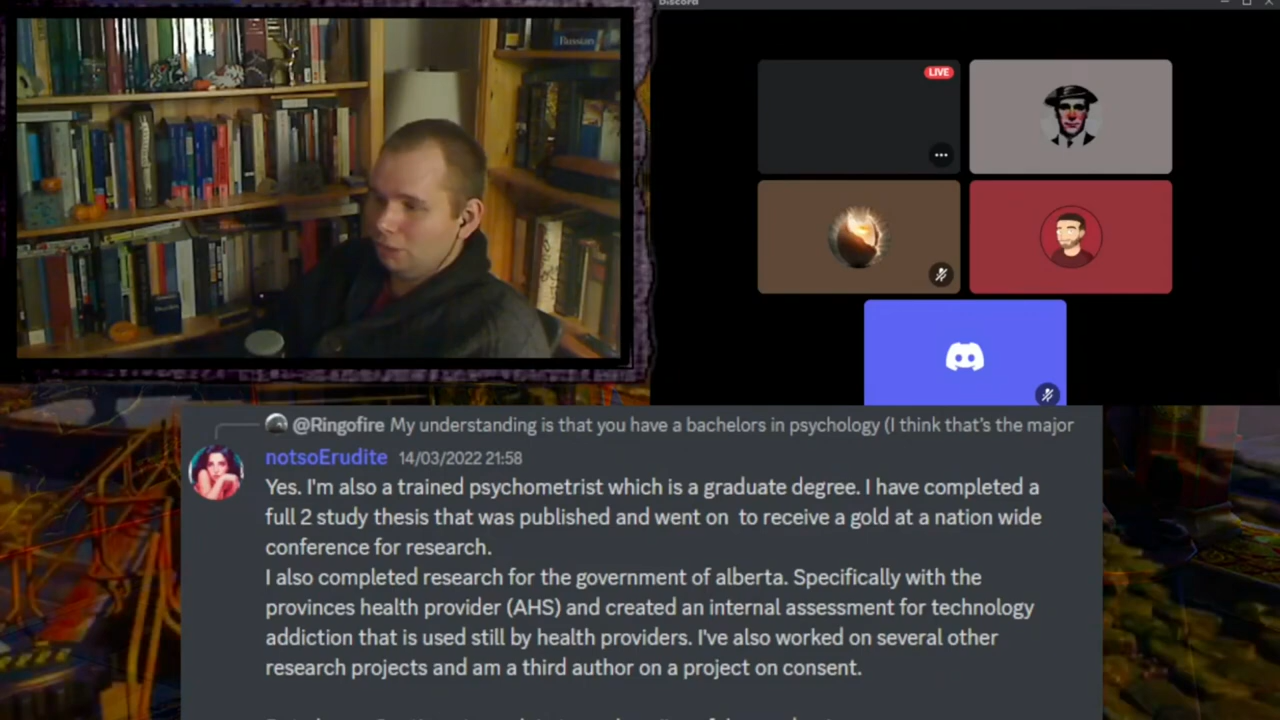 Discord
Russian
LIVE
@Ringofire My understanding is that you have a bachelors in psychology (I think that's the major
notsoErudite 14/03/2022 21:58
Yes. I'm also a trained psychometrist which is a graduate degree. I have completed a
full 2 study thesis that was published and went on to receive a gold at a nation wide
conference for research.
I also completed research for the government of alberta. Specifically with the
provinces health provider (AHS) and created an internal assessment for technology
addiction that is used still by health providers. I've also worked on several other
research projects and am a third author on a project on consent.